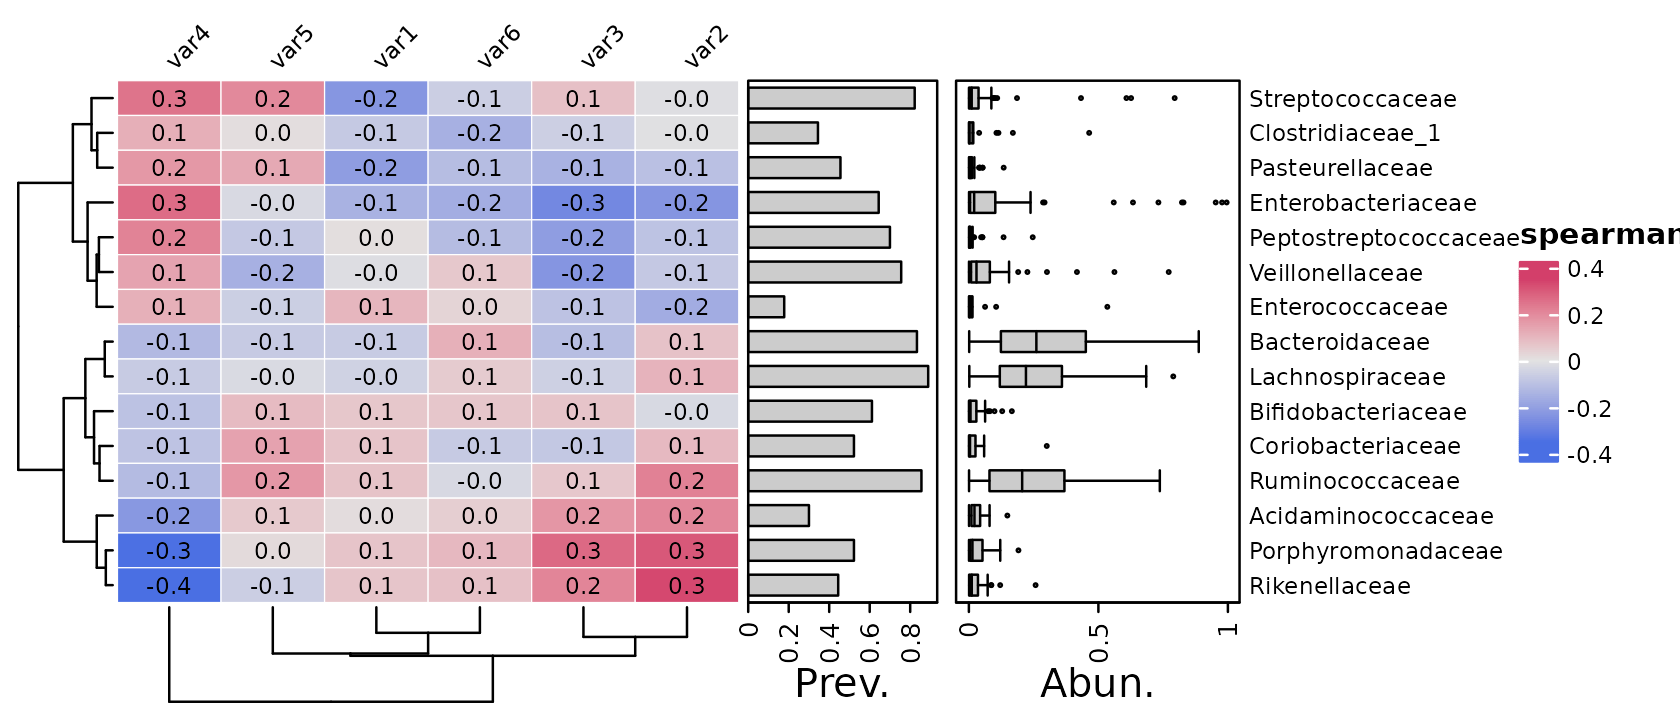 var4 var5 var1 var6 var3 var2
0.3 0.2 -0.2 -0.1 0.1 -0.0 Streptococcaceae
0.1 0.0 -0.1 -0.2 -0.1 -0.0 Clostridiaceae_1
0.2 0.1 -0.2 -0.1 -0.1 -0.1 Pasteurellaceae
0.3 -0.0 -0.1 -0.2 -0.3 -0.2 Enterobacteriaceae
0.2 -0.1 0.0 -0.1 -0.2 -0.1 Peptostreptococcaceae
0.1 -0.2 -0.0 0.1 -0.2 -0.1 Veillonellaceae
0.1 -0.1 0.1 0.0 -0.1 -0.2 Enterococcaceae
-0.1 -0.1 -0.1 0.1 -0.1 0.1 Bacteroidaceae
-0.1 -0.0 -0.0 0.1 -0.1 0.1 Lachnospiraceae
-0.1 0.1 0.1 0.1 0.1 -0.0 Bifidobacteriaceae
-0.1 0.1 0.1 -0.1 -0.1 0.1 Coriobacteriaceae
-0.1 0.2 0.1 -0.0 0.1 0.2 Ruminococcaceae
-0.2 0.1 0.0 0.0 0.2 0.2 Acidaminococcaceae
-0.3 0.0 0.1 0.1 0.3 0.3 Porphyromonadaceae
-0.4 -0.1 0.1 0.1 0.2 0.3 Rikenellaceae
0 0.2 0.4 0.6 0.8
Prev.
0 0.5 1
Abun.
spearman
0.4
0.2
0
-0.2
-0.4